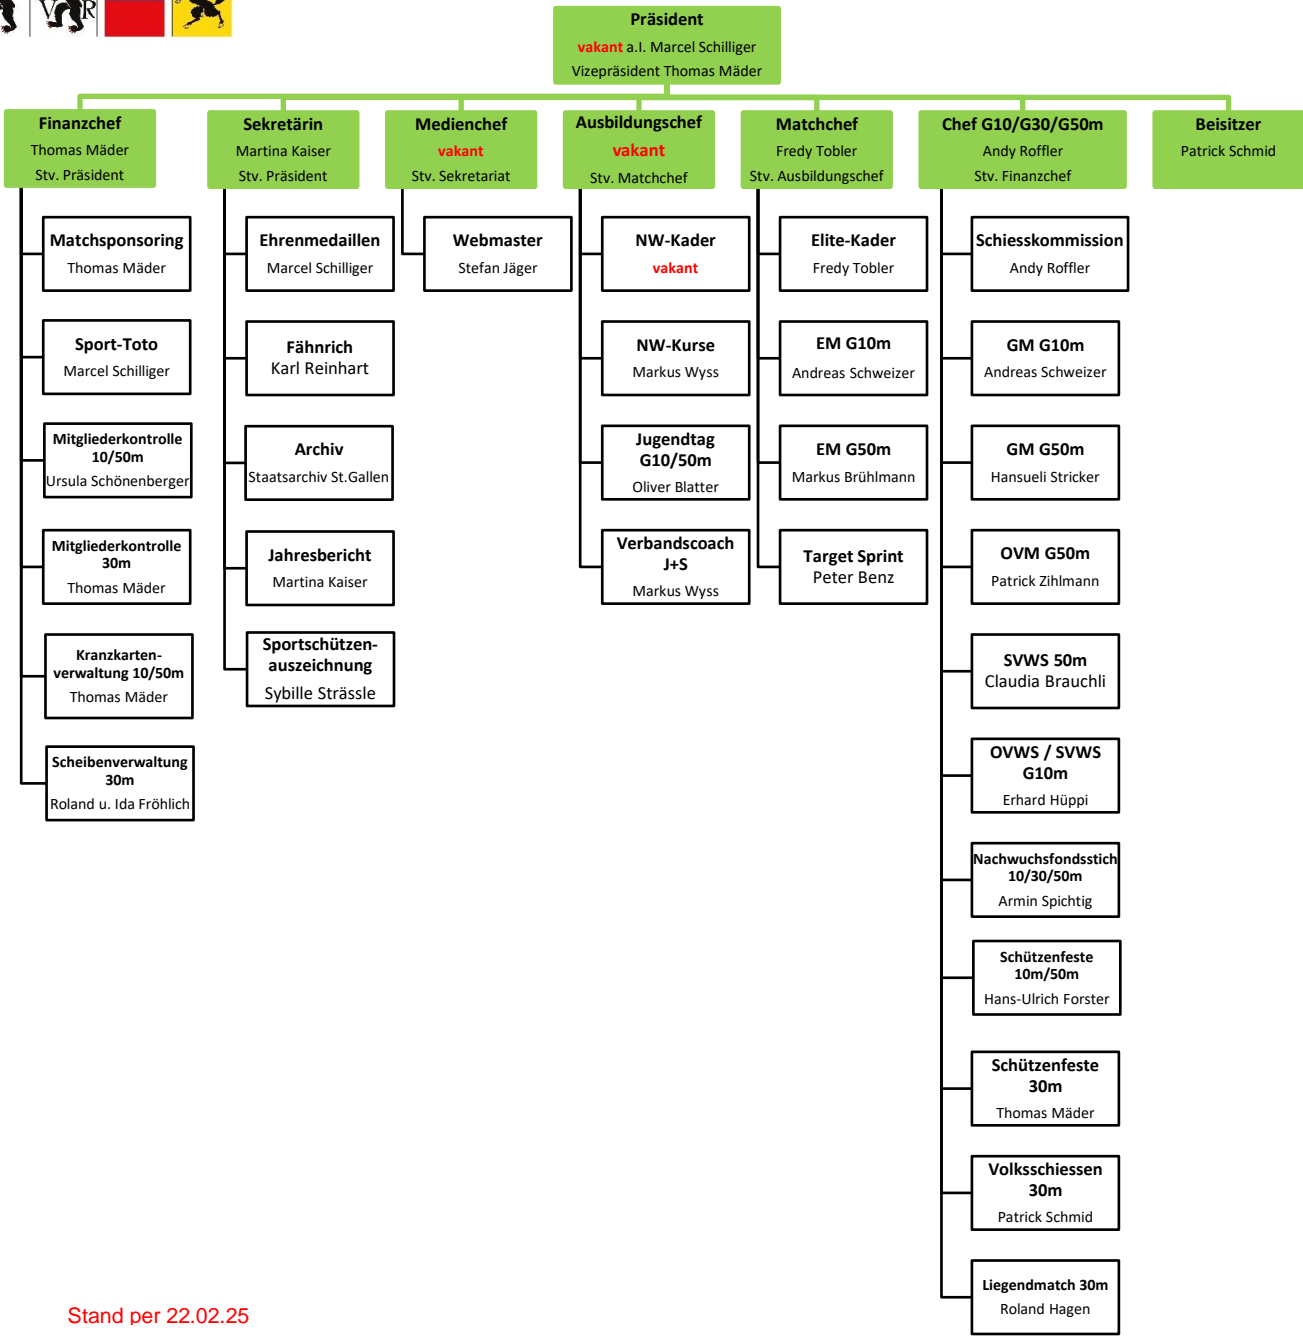 V R
Präsident
vakant a.I. Marcel Schilliger
Vizepräsident Thomas Mäder
Finanzchef
Thomas Mäder
Stv. Präsident
Sekretärin
Martina Kaiser
Stv. Präsident
Medienchef
vakant
Stv. Sekretariat
Ausbildungschef
vakant
Stv. Matchchef
Matchchef
Fredy Tobler
Stv. Ausbildungschef
Chef G10/G30/G50m
Andy Roffler
Stv. Finanzchef
Beisitzer
Patrick Schmid
Matchsponsoring
Thomas Mäder
Sport-Toto
Marcel Schilliger
Mitgliederkontrolle
10/50m
Ursula Schönenberger
Mitgliederkontrolle
30m
Thomas Mäder
Kranzkarten-
verwaltung 10/50m
Thomas Mäder
Scheibenverwaltung
30m
Roland u. Ida Fröhlich
Ehrenmedaillen
Marcel Schilliger
Fähnrich
Karl Reinhart
Archiv
Staatsarchiv St.Gallen
Jahresbericht
Martina Kaiser
Sportschützen-
auszeichnung
Sybille Strässle
Webmaster
Stefan Jäger
NW-Kader
vakant
NW-Kurse
Markus Wyss
Jugendtag
G10/50m
Oliver Blatter
Verbandscoach
J+S
Markus Wyss
Elite-Kader
Fredy Tobler
EM G10m
Andreas Schweizer
EM G50m
Markus Brühlmann
Target Sprint
Peter Benz
Schiesskommission
Andy Roffler
GM G10m
Andreas Schweizer
GM G50m
Hansueli Stricker
OVM G50m
Patrick Zihlmann
SVWS 50m
Claudia Brauchli
OVWS / SVWS
G10m
Erhard Hüppi
Nachwuchsfondsstich
10/30/50m
Armin Spichtig
Schützenfeste
10m/50m
Hans-Ulrich Forster
Schützenfeste
30m
Thomas Mäder
Volksschiessen
30m
Patrick Schmid
Liegendmatch 30m
Roland Hagen
Stand per 22.02.25